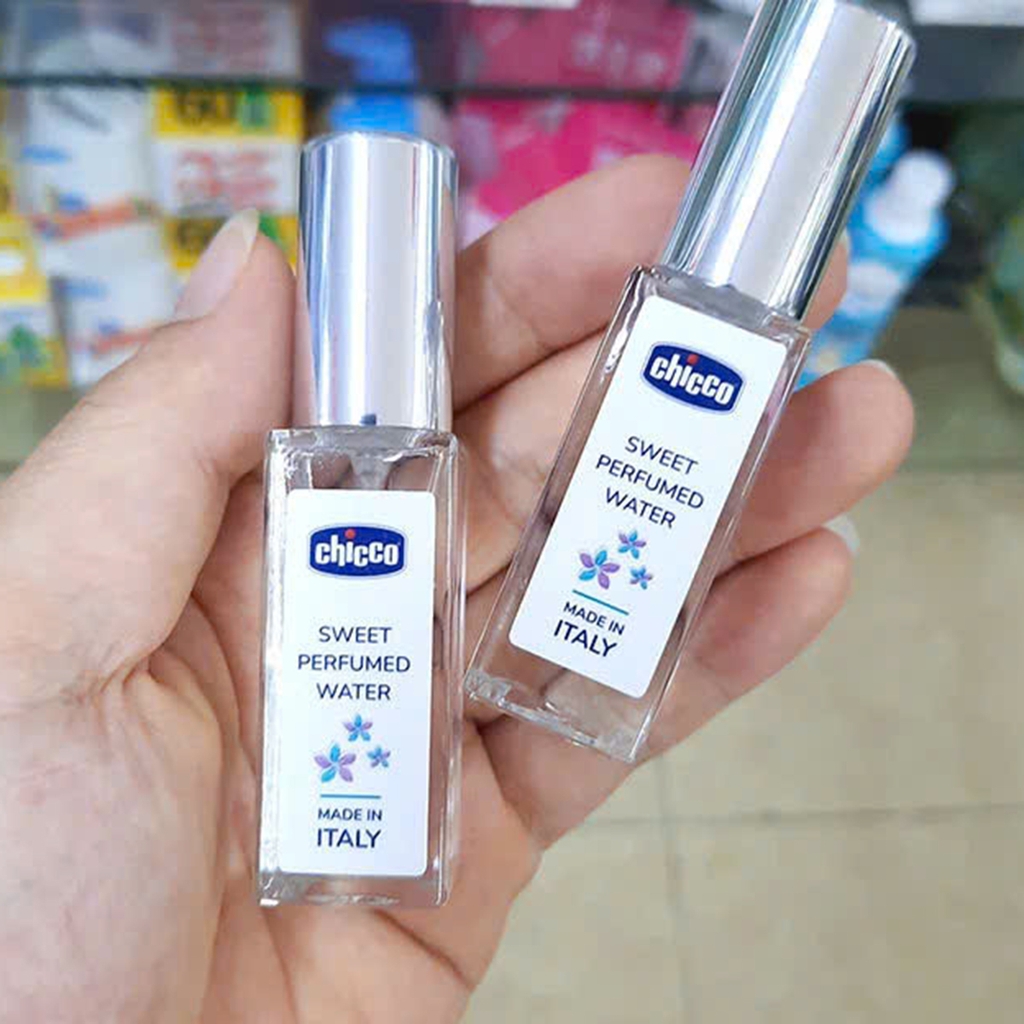 chicco
SWEET
PERFUMED
WATER
MADE IN
ITALY
chicco
SWEET
PERFUMED
WATER
MADE IN
ITALY